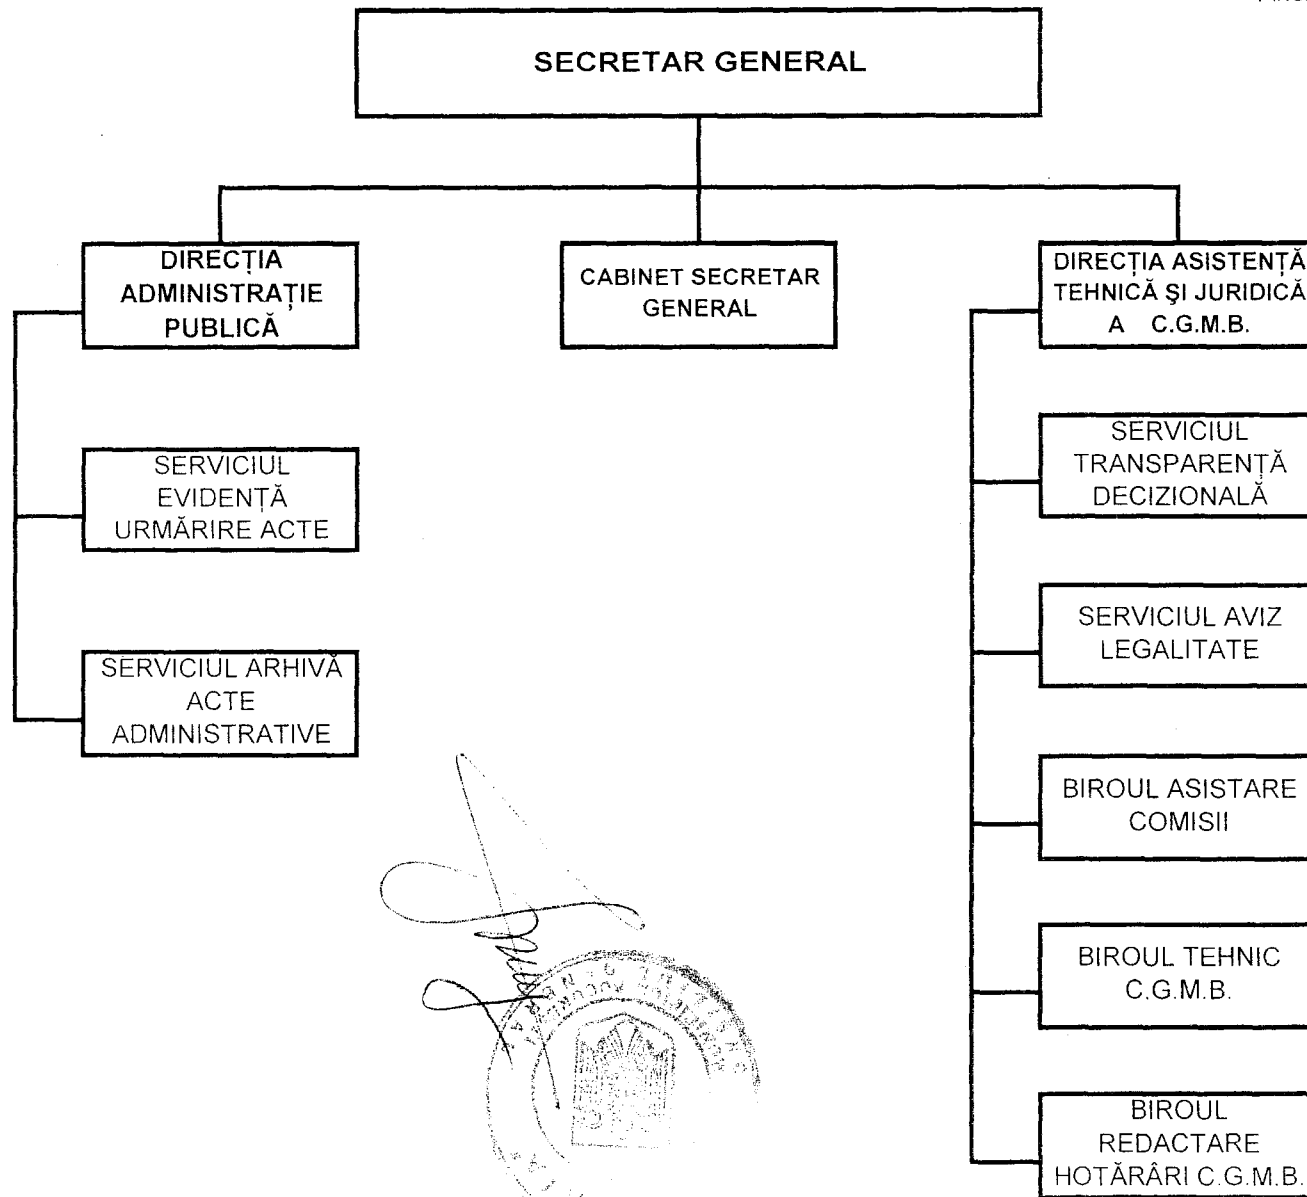 SECRETAR GENERAL
DIRECȚIA
ADMINISTRAȚIE
PUBLICĂ
CABINET SECRETAR
GENERAL
DIRECȚIA ASISTENȚĂ
TEHNICĂ ŞI JURIDICĂ
A C.G.M.B.
SERVICIUL
EVIDENȚĂ
URMĂRIRE ACTE
SERVICIUL ARHIVĂ
ACTE
ADMINISTRATIVE
SERVICIUL
TRANSPARENȚĂ
DECIZIONALĂ
SERVICIUL AVIZ
LEGALITATE
BIROUL ASISTARE
COMISII
BIROUL TEHNIC
C.G.M.B.
BIROUL
REDACTARE
HOTĂRÂRI C.G.M.B.